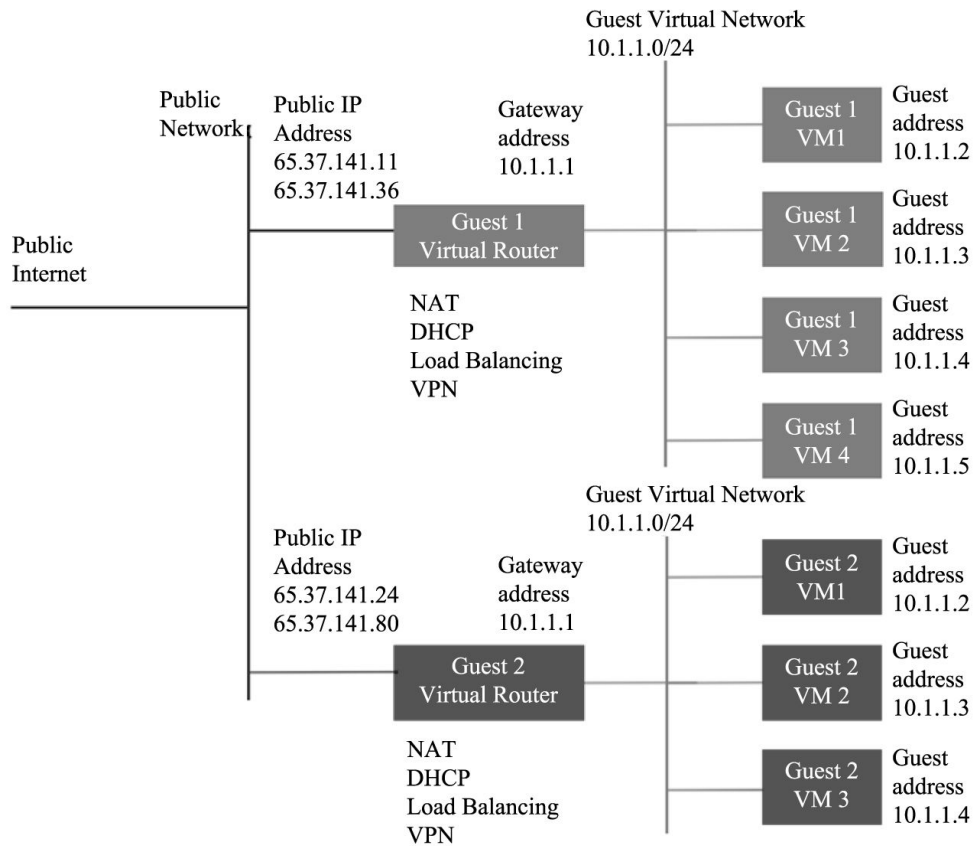 Guest Virtual Network
10.1.1.0/24
Public
Network
Public IP
Address
65.37.141.11
65.37.141.36
Gateway
address
10.1.1.1
Guest 1
VM1
Guest
address
10.1.1.2
Guest 1
Virtual Router
Guest 1
VM 2
Guest
address
10.1.1.3
Public
Internet
NAT
DHCP
Load Balancing
VPN
Guest 1
VM 3
Guest
address
10.1.1.4
Guest 1
VM 4
Guest
address
10.1.1.5
Guest Virtual Network
10.1.1.0/24
Public IP
Address
65.37.141.24
65.37.141.80
Gateway
address
10.1.1.1
Guest 2
VM1
Guest
address
10.1.1.2
Guest 2
Virtual Router
Guest 2
VM 2
Guest
address
10.1.1.3
NAT
DHCP
Load Balancing
VPN
Guest 2
VM 3
Guest
address
10.1.1.4